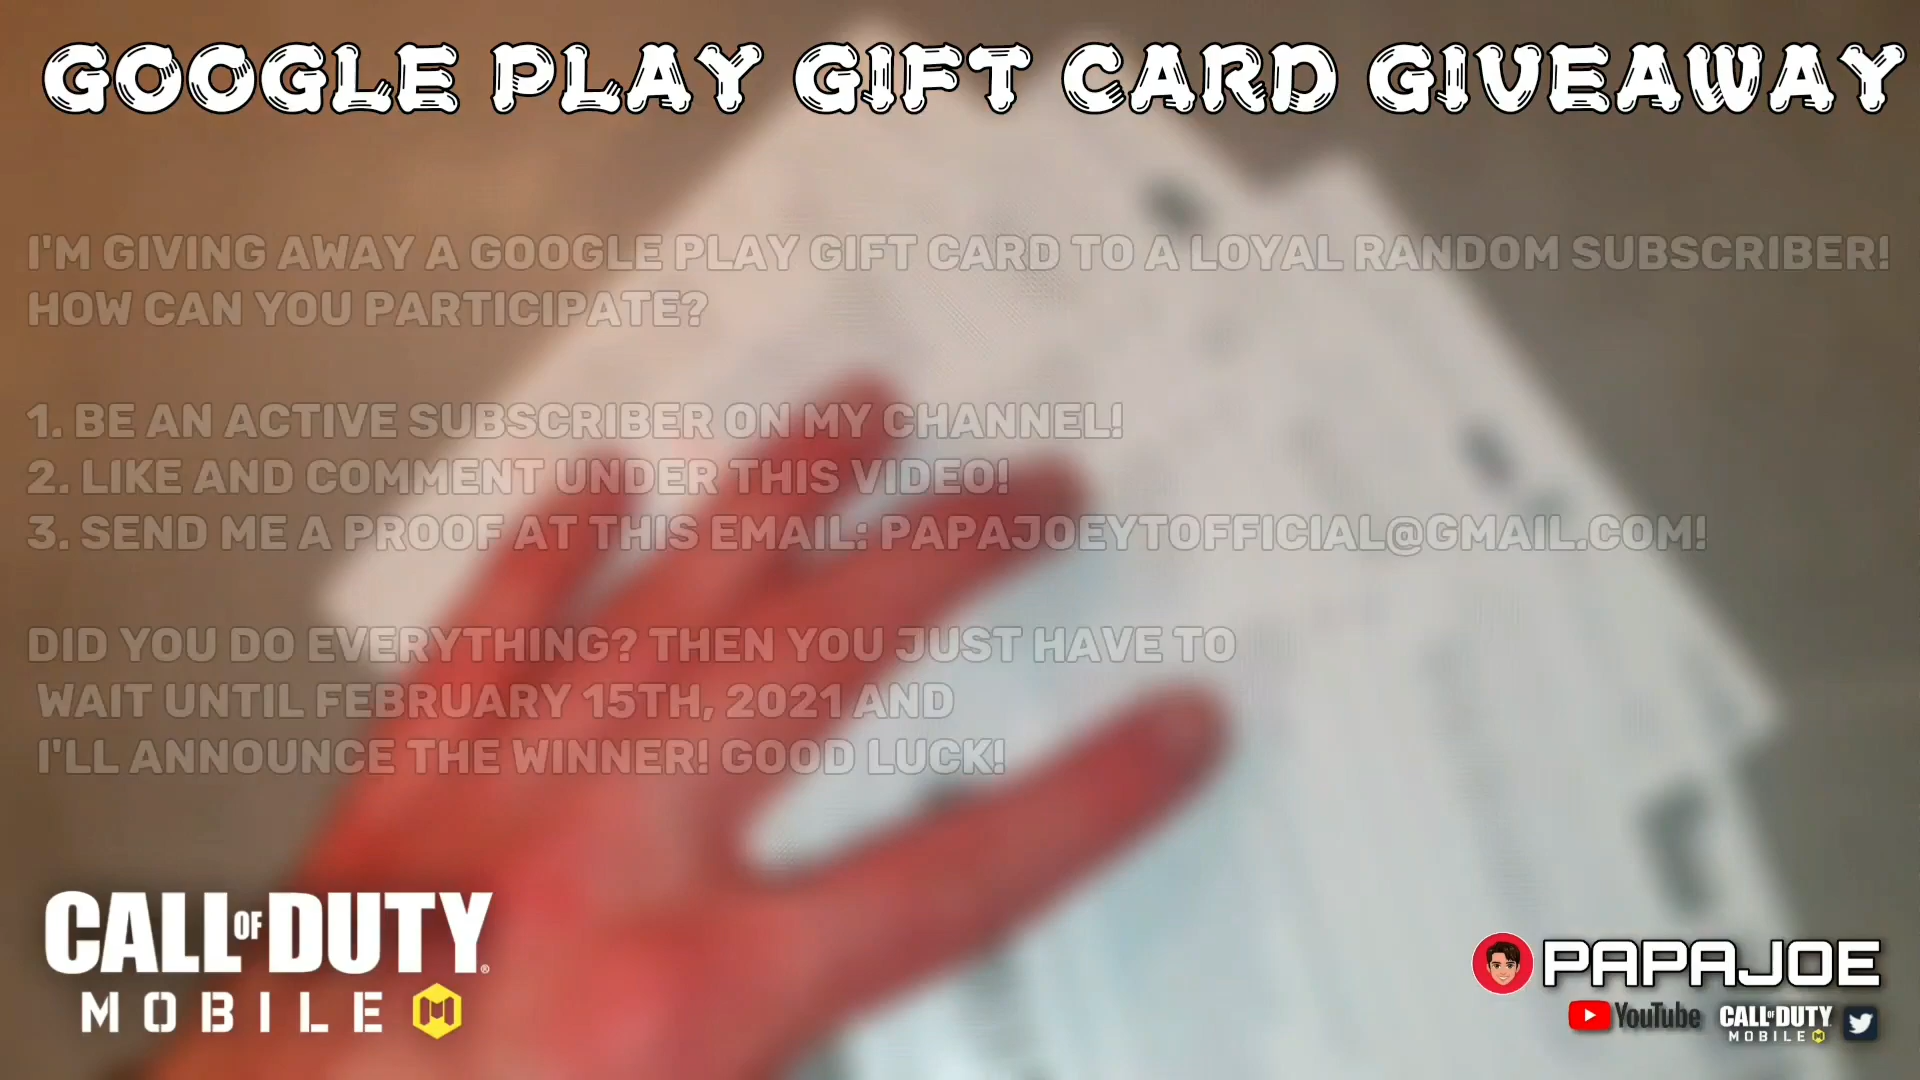 GOOGLE PLAY GIFT CARD GIVEAWAY
I'M GIVING AWAY A GOOGLE PLAY GIFT CARD TO A LOYAL RANDOM SUBSCRIBER!
HOW CAN YOU PARTICIPATE?
1. BE AN ACTIVE SUBSCRIBER ON MY CHANNEL!
2. LIKE AND COMMENT UNDER THIS VIDEO!
3. SEND ME A PROOF AT THIS EMAIL: PAPAJOEYTOFFICIAL@GMAIL.COM!
DID YOU DO EVERYTHING? THEN YOU JUST HAVE TO
WAIT UNTIL FEBRUARY 15TH, 2021 AND
I'LL ANNOUNCE THE WINNER! GOOD LUCK!
CALL OF DUTY®
MOBILE
PAPAJOE
YouTube
CALL OF DUTY
MOBILE